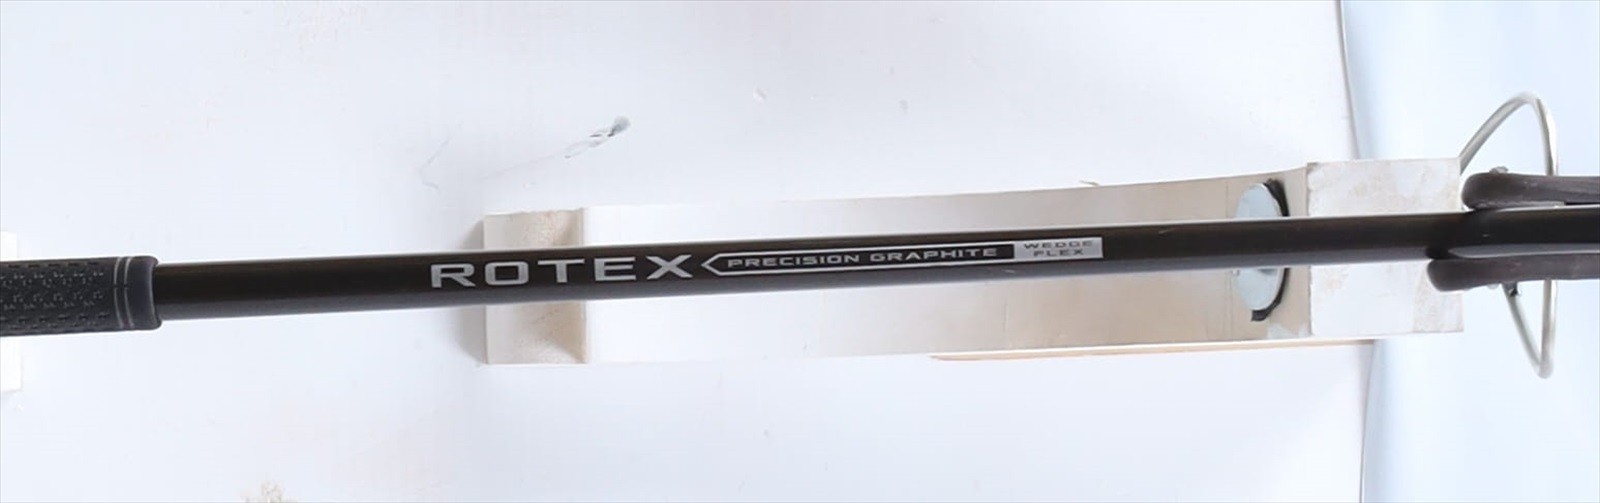 ROTEX PRECISION GRAPHITE WEDGE
FLEX